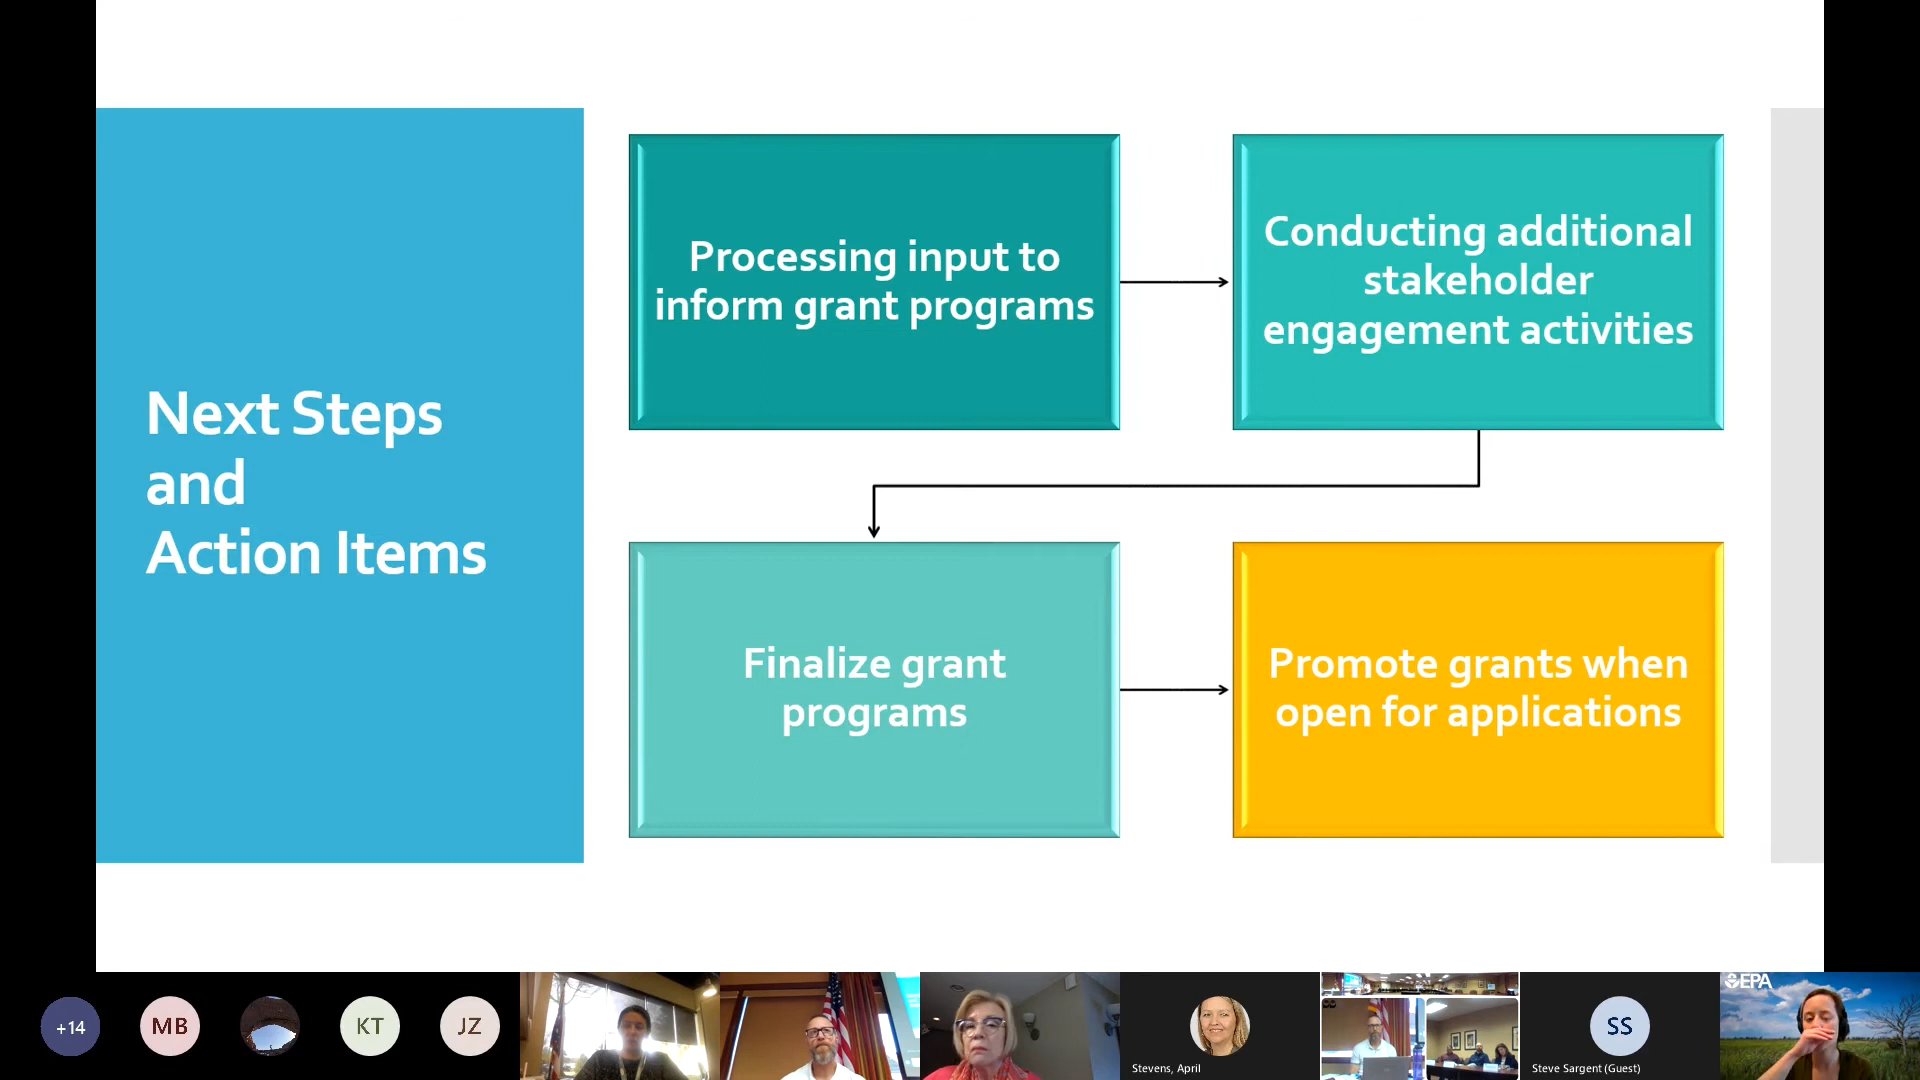 Next Steps
and
Action Items
Processing input to
inform grant programs
Conducting additional
stakeholder
engagement activities
Finalize grant
programs
Promote grants when
open for applications
+14
MB
KT
JZ
Stevens, April
SS
Steve Sargent (Guest)
EPA